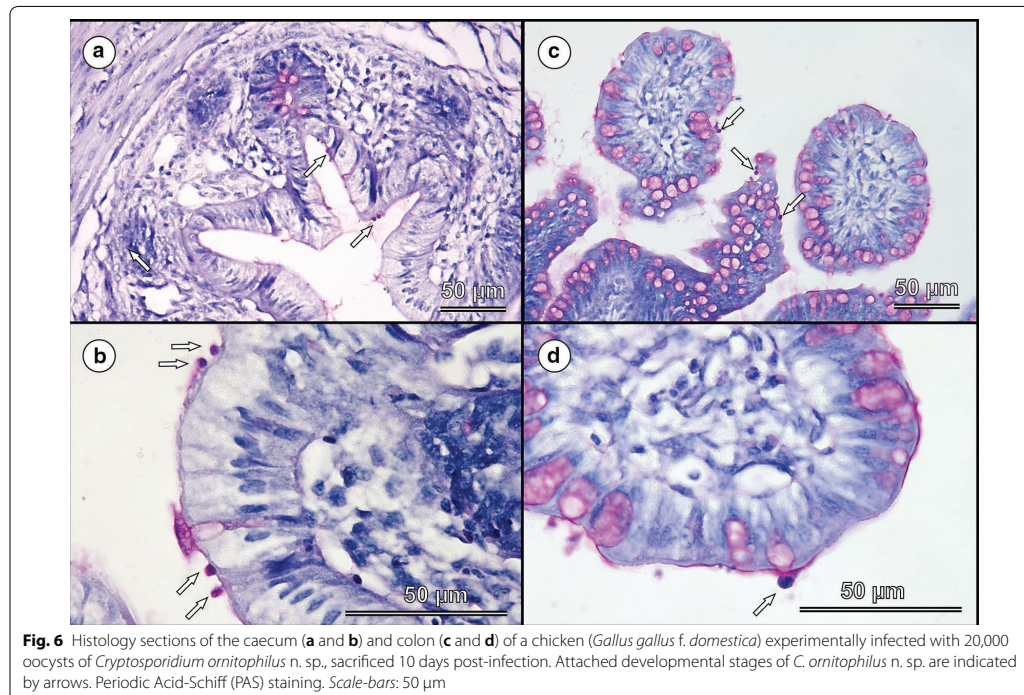 a
50 µm
c
50 µm
b
50 µm
d
50 µm
Fig. 6 Histology sections of the caecum (a and b) and colon (c and d) of a chicken (Gallus gallus f. domestica) experimentally infected with 20,000
oocysts of Cryptosporidium ornitophilus n. sp., sacrificed 10 days post-infection. Attached developmental stages of C. ornitophilus n. sp. are indicated
by arrows. Periodic Acid-Schiff (PAS) staining. Scale-bars: 50 µm